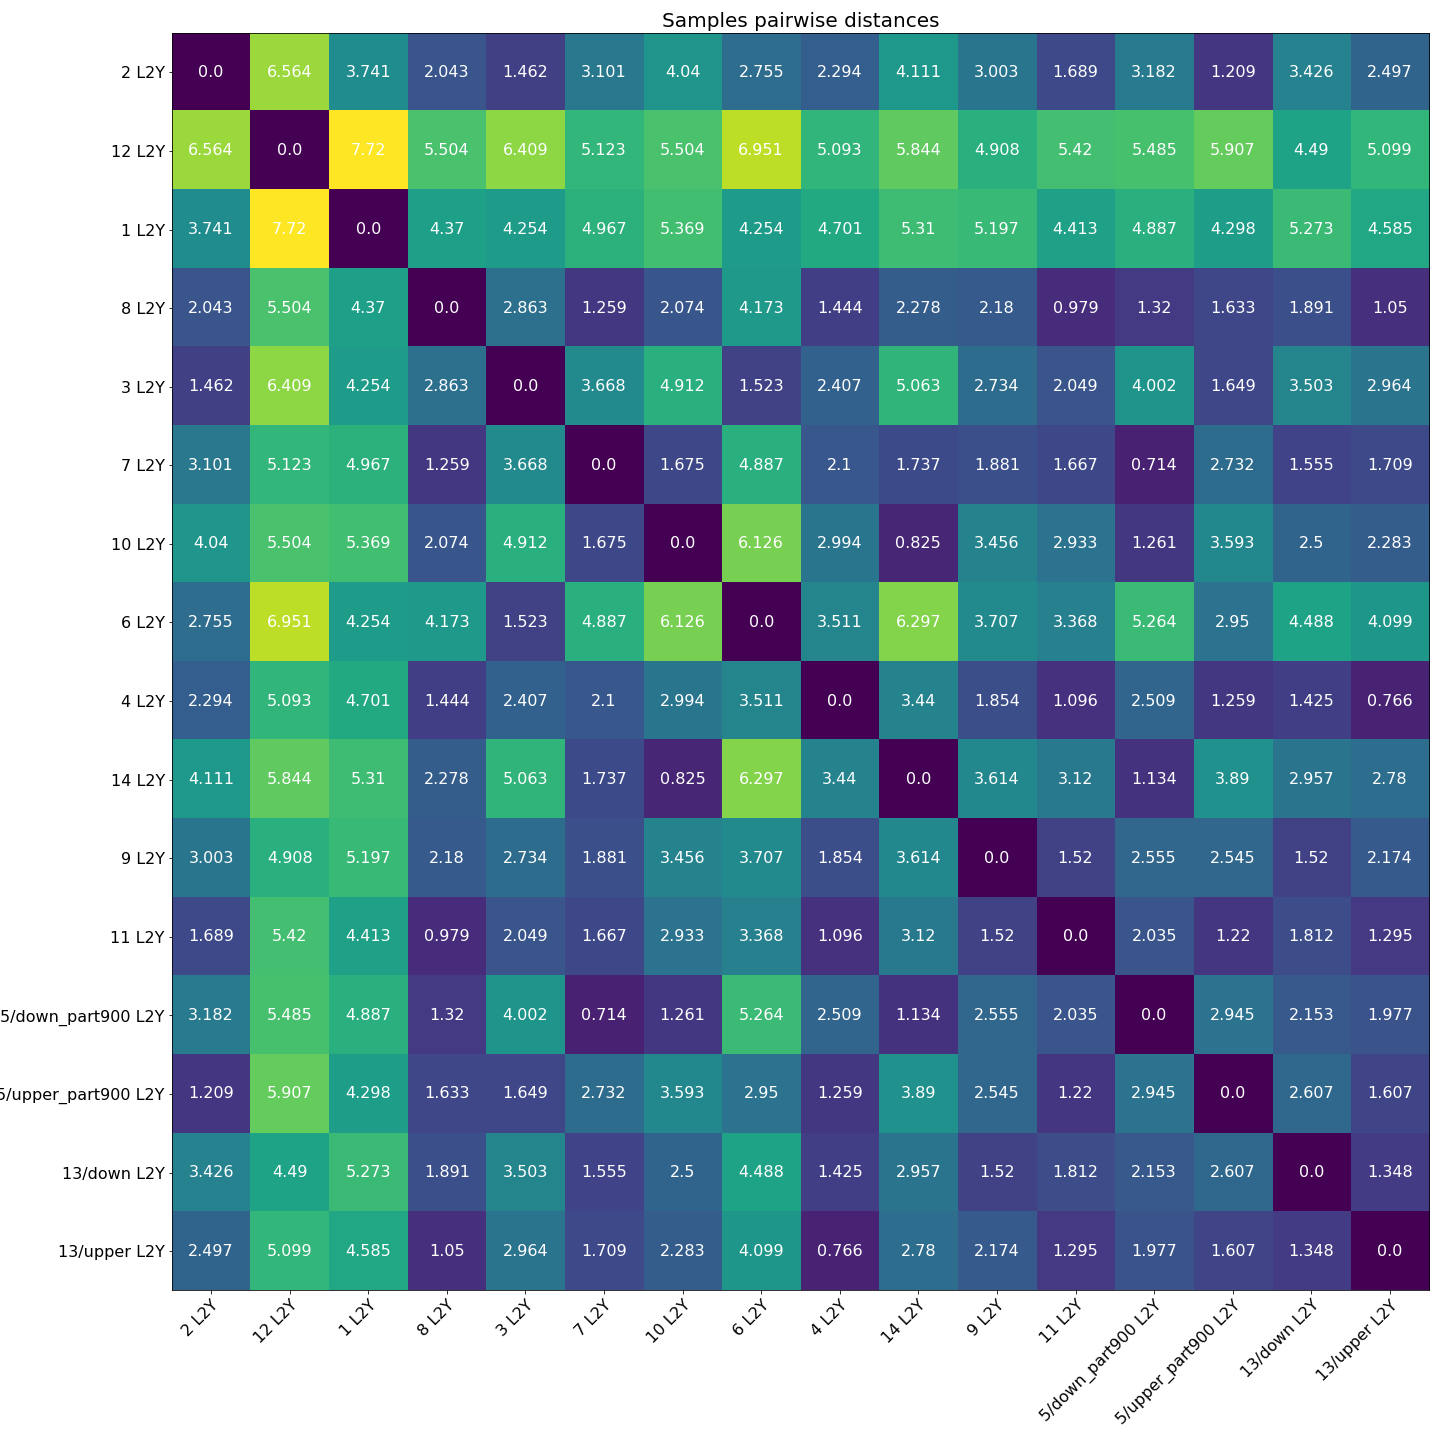 Samples pairwise distances
2 L2Y 0.0 6.564 3.741 2.043 1.462 3.101 4.04 2.755 2.294 4.111 3.003 1.689 3.182 1.209 3.426 2.497
12 L2Y 6.564 0.0 7.72 5.504 6.409 5.123 5.504 6.951 5.093 5.844 4.908 5.42 5.485 5.907 4.49 5.099
1 L2Y 3.741 7.72 0.0 4.37 4.254 4.967 5.369 4.254 4.701 5.31 5.197 4.413 4.887 4.298 5.273 4.585
8 L2Y 2.043 5.504 4.37 0.0 2.863 1.259 2.074 4.173 1.444 2.278 2.18 0.979 1.32 1.633 1.891 1.05
3 L2Y 1.462 6.409 4.254 2.863 0.0 3.668 4.912 1.523 2.407 5.063 2.734 2.049 4.002 1.649 3.503 2.964
7 L2Y 3.101 5.123 4.967 1.259 3.668 0.0 1.675 4.887 2.1 1.737 1.881 1.667 0.714 2.732 1.555 1.709
10 L2Y 4.04 5.504 5.369 2.074 4.912 1.675 0.0 6.126 2.994 0.825 3.456 2.933 1.261 3.593 2.5 2.283
6 L2Y 2.755 6.951 4.254 4.173 1.523 4.887 6.126 0.0 3.511 6.297 3.707 3.368 5.264 2.95 4.488 4.099
4 L2Y 2.294 5.093 4.701 1.444 2.407 2.1 2.994 3.511 0.0 3.44 1.854 1.096 2.509 1.259 1.425 0.766
14 L2Y 4.111 5.844 5.31 2.278 5.063 1.737 0.825 6.297 3.44 0.0 3.614 3.12 1.134 3.89 2.957 2.78
9 L2Y 3.003 4.908 5.197 2.18 2.734 1.881 3.456 3.707 1.854 3.614 0.0 1.52 2.555 2.545 1.52 2.174
11 L2Y 1.689 5.42 4.413 0.979 2.049 1.667 2.933 3.368 1.096 3.12 1.52 0.0 2.035 1.22 1.812 1.295
5/down_part900 L2Y 3.182 5.485 4.887 1.32 4.002 0.714 1.261 5.264 2.509 1.134 2.555 2.035 0.0 2.945 2.153 1.977
5/upper_part900 L2Y 1.209 5.907 4.298 1.633 1.649 2.732 3.593 2.95 1.259 3.89 2.545 1.22 2.945 0.0 2.607 1.607
13/down L2Y 3.426 4.49 5.273 1.891 3.503 1.555 2.5 4.488 1.425 2.957 1.52 1.812 2.153 2.607 0.0 1.348
13/upper L2Y 2.497 5.099 4.585 1.05 2.964 1.709 2.283 4.099 0.766 2.78 2.174 1.295 1.977 1.607 1.348 0.0
2 L2Y 12 L2Y 1 L2Y 8 L2Y 3 L2Y 7 L2Y 10 L2Y 6 L2Y 4 L2Y 14 L2Y 9 L2Y 11 L2Y 5/down_part900 L2Y 5/upper_part900 L2Y 13/down L2Y 13/upper L2Y